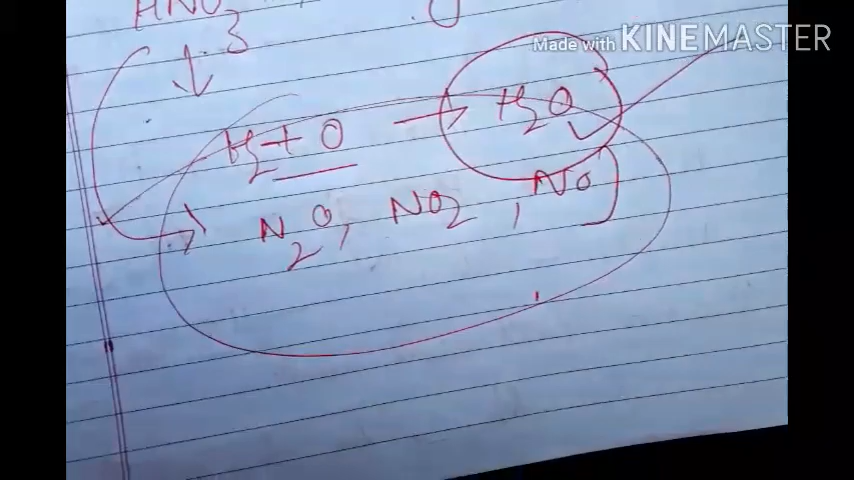 Made with KINEMASTER
HNO3
↓
H2 + O → H2O
N2O, NO2, NO